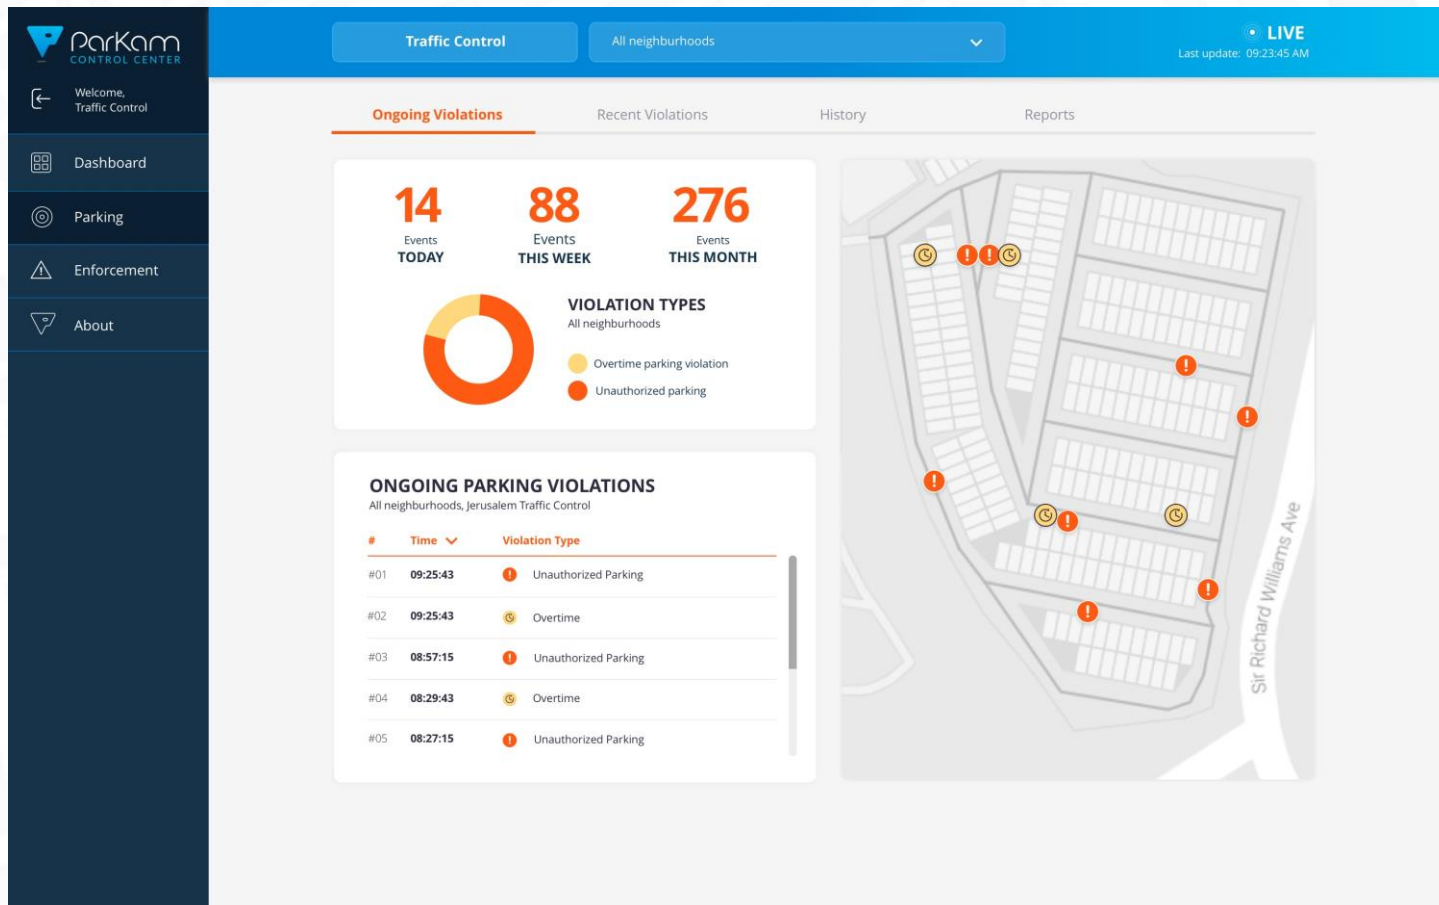 ParKam
CONTROL CENTER
Welcome,
Traffic Control
Dashboard
Parking
Enforcement
About
Traffic Control
All neighburhoods
LIVE
Last update: 09:23:45 AM
Ongoing Violations
Recent Violations
History
Reports
14
Events
TODAY
88
Events
THIS WEEK
276
Events
THIS MONTH
VIOLATION TYPES
All neighburhoods
Overtime parking violation
Unauthorized parking
ONGOING PARKING VIOLATIONS
All neighburhoods, Jerusalem Traffic Control
# Time Violation Type
#01 09:25:43 Unauthorized Parking
#02 09:25:43 Overtime
#03 08:57:15 Unauthorized Parking
#04 08:29:43 Overtime
#05 08:27:15 Unauthorized Parking
Sir Richard Williams Ave